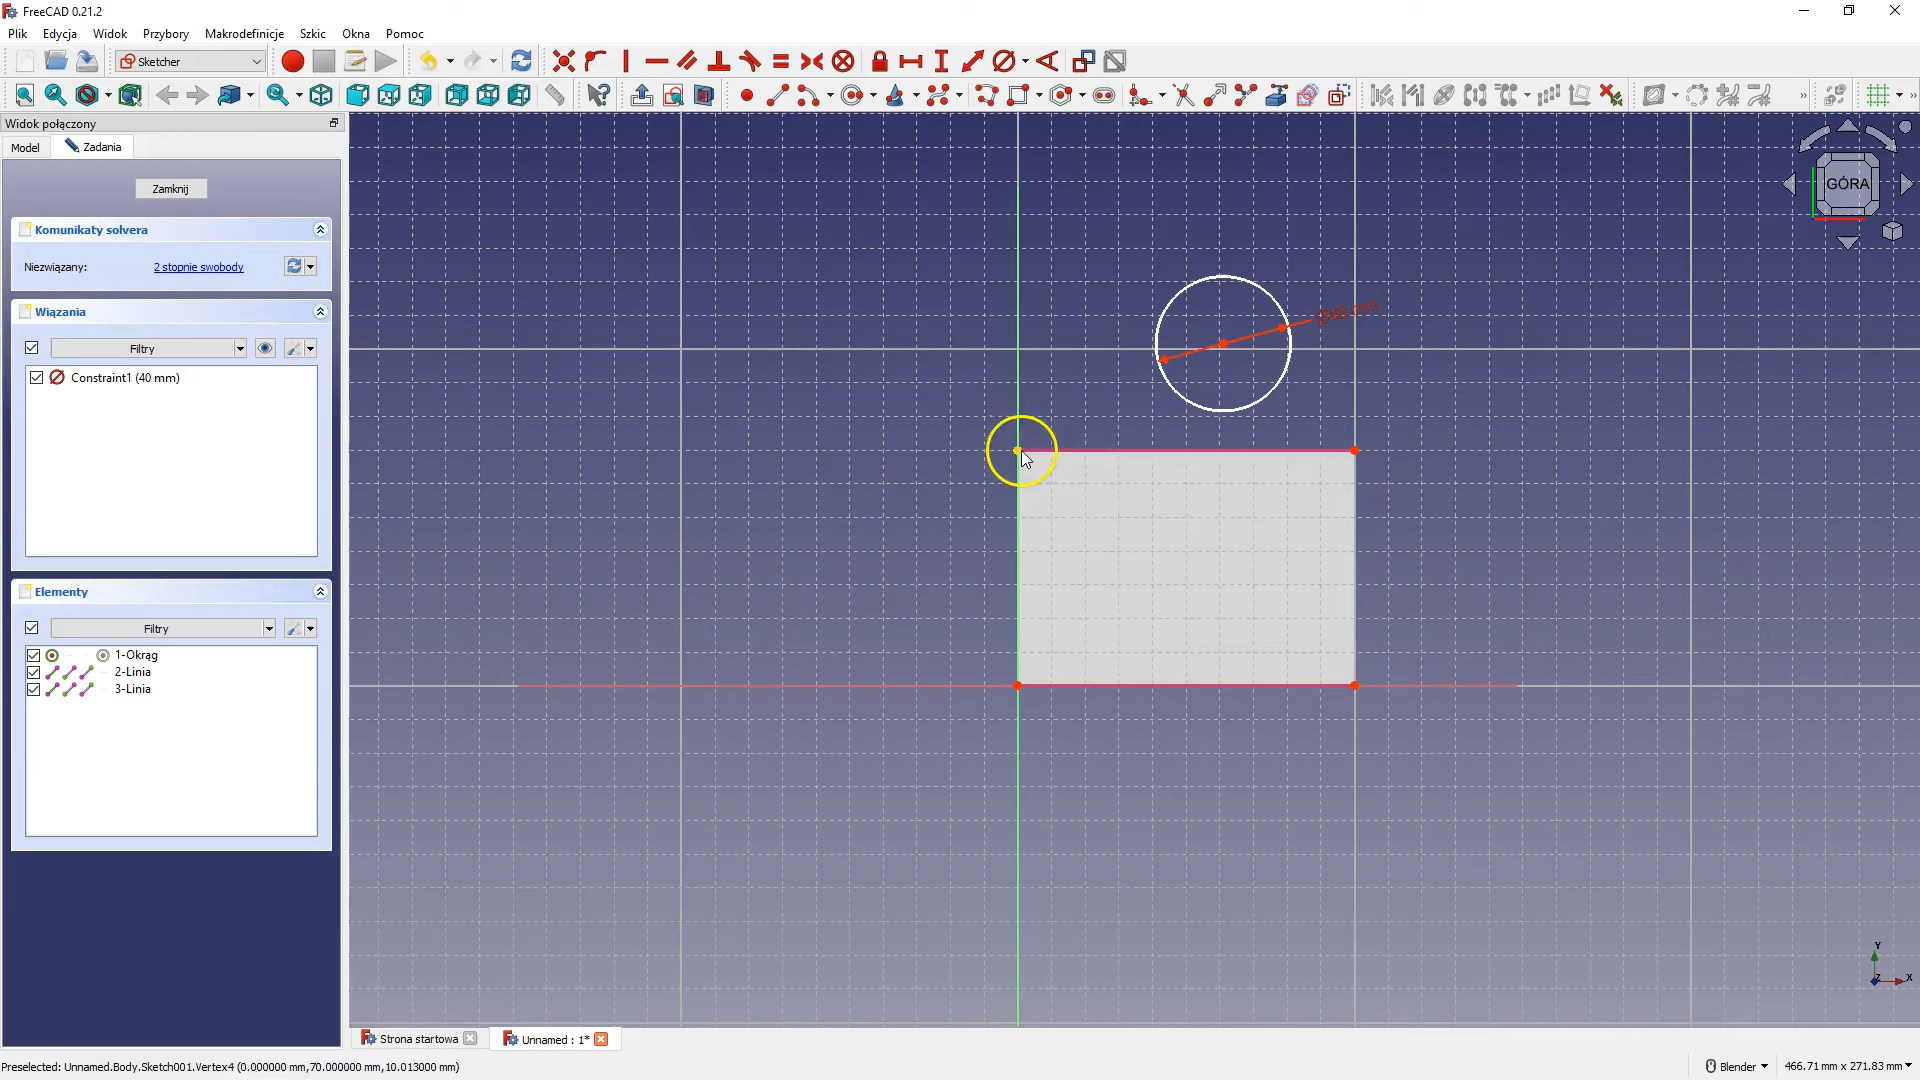 FreeCAD 0.21.2
Plik Edycja Widok Przybory Makrodefinicje Szkic Okna Pomoc
Sketcher
Widok połączony
Model Zadania
GÓRA
Zamknij
Komunikaty solvera
Niezwiązany: 2 stopnie swobody
Wiązania
Filtry
Constraint1 (40 mm)
Elementy
Filtry
1-Okrąg
2-Linia
3-Linia
Y
Z X
Strona startowa Unnamed : 1*
Preselected: Unnamed.Body.Sketch001.Vertex4 (0.000000 mm,70.000000 mm,10.013000 mm)
Blender 466.71 mm x 271.83 mm